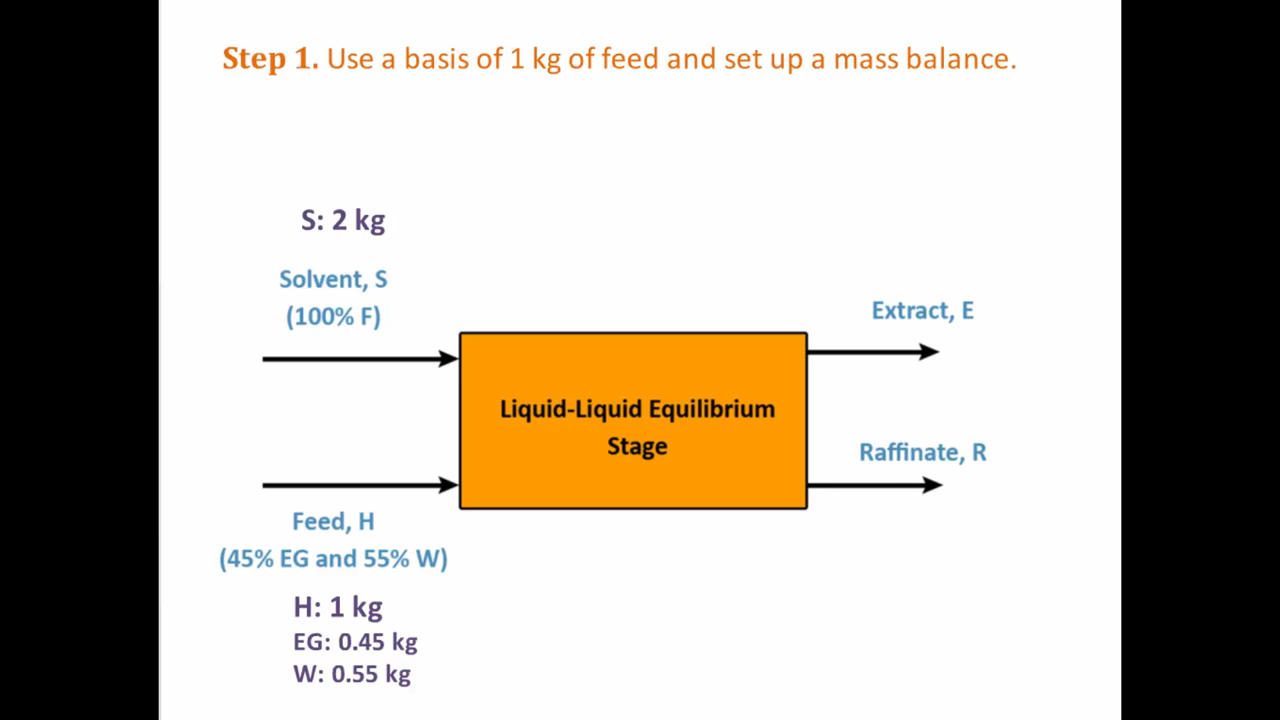 Step 1. Use a basis of 1 kg of feed and set up a mass balance.
S: 2 kg
Solvent, S
(100% F)
Extract, E
Liquid-Liquid Equilibrium
Stage
Raffinate, R
Feed, H
(45% EG and 55% W)
H: 1 kg
EG: 0.45 kg
W: 0.55 kg